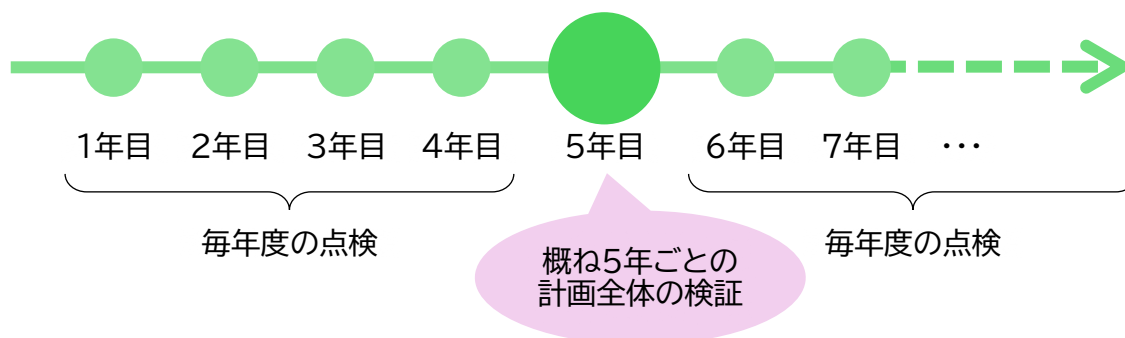 1年目 2年目 3年目 4年目 5年目 6年目 7年目 …
毎年度の点検
毎年度の点検
概ね5年ごとの
計画全体の検証